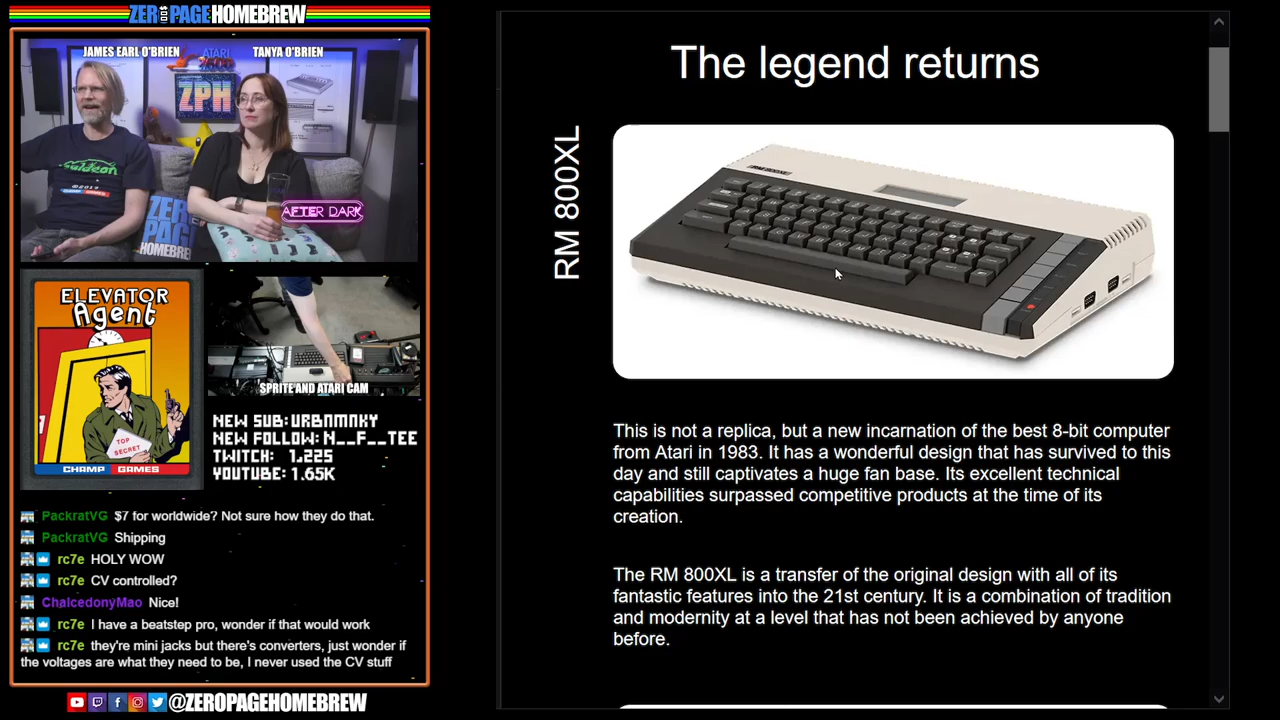 ZERO PAGE HOMEBREW
JAMES EARL O'BRIEN
TANYA O'BRIEN
ATARI
ZPH
ZERO
PAGE
HOMEBREW
AFTER DARK
ELEVATOR
Agent
TOP
SECRET
CHAMP GAMES
SPRITE AND ATARI CAM
NEW SUB: URBNMNKY
NEW FOLLOW: N__F__TEE
TWITCH: 1,225
YOUTUBE: 1.65K
PackratVG $7 for worldwide? Not sure how they do that.
PackratVG Shipping
rc7e HOLY WOW
rc7e CV controlled?
ChalcedonyMao Nice!
rc7e I have a beatstep pro, wonder if that would work
rc7e they're mini jacks but there's converters, just wonder if
the voltages are what they need to be, I never used the CV stuff
@ZEROPAGEHOMEBREW
The legend returns
RM 800XL
RM 800XL
This is not a replica, but a new incarnation of the best 8-bit computer
from Atari in 1983. It has a wonderful design that has survived to this
day and still captivates a huge fan base. Its excellent technical
capabilities surpassed competitive products at the time of its
creation.
The RM 800XL is a transfer of the original design with all of its
fantastic features into the 21st century. It is a combination of tradition
and modernity at a level that has not been achieved by anyone
before.